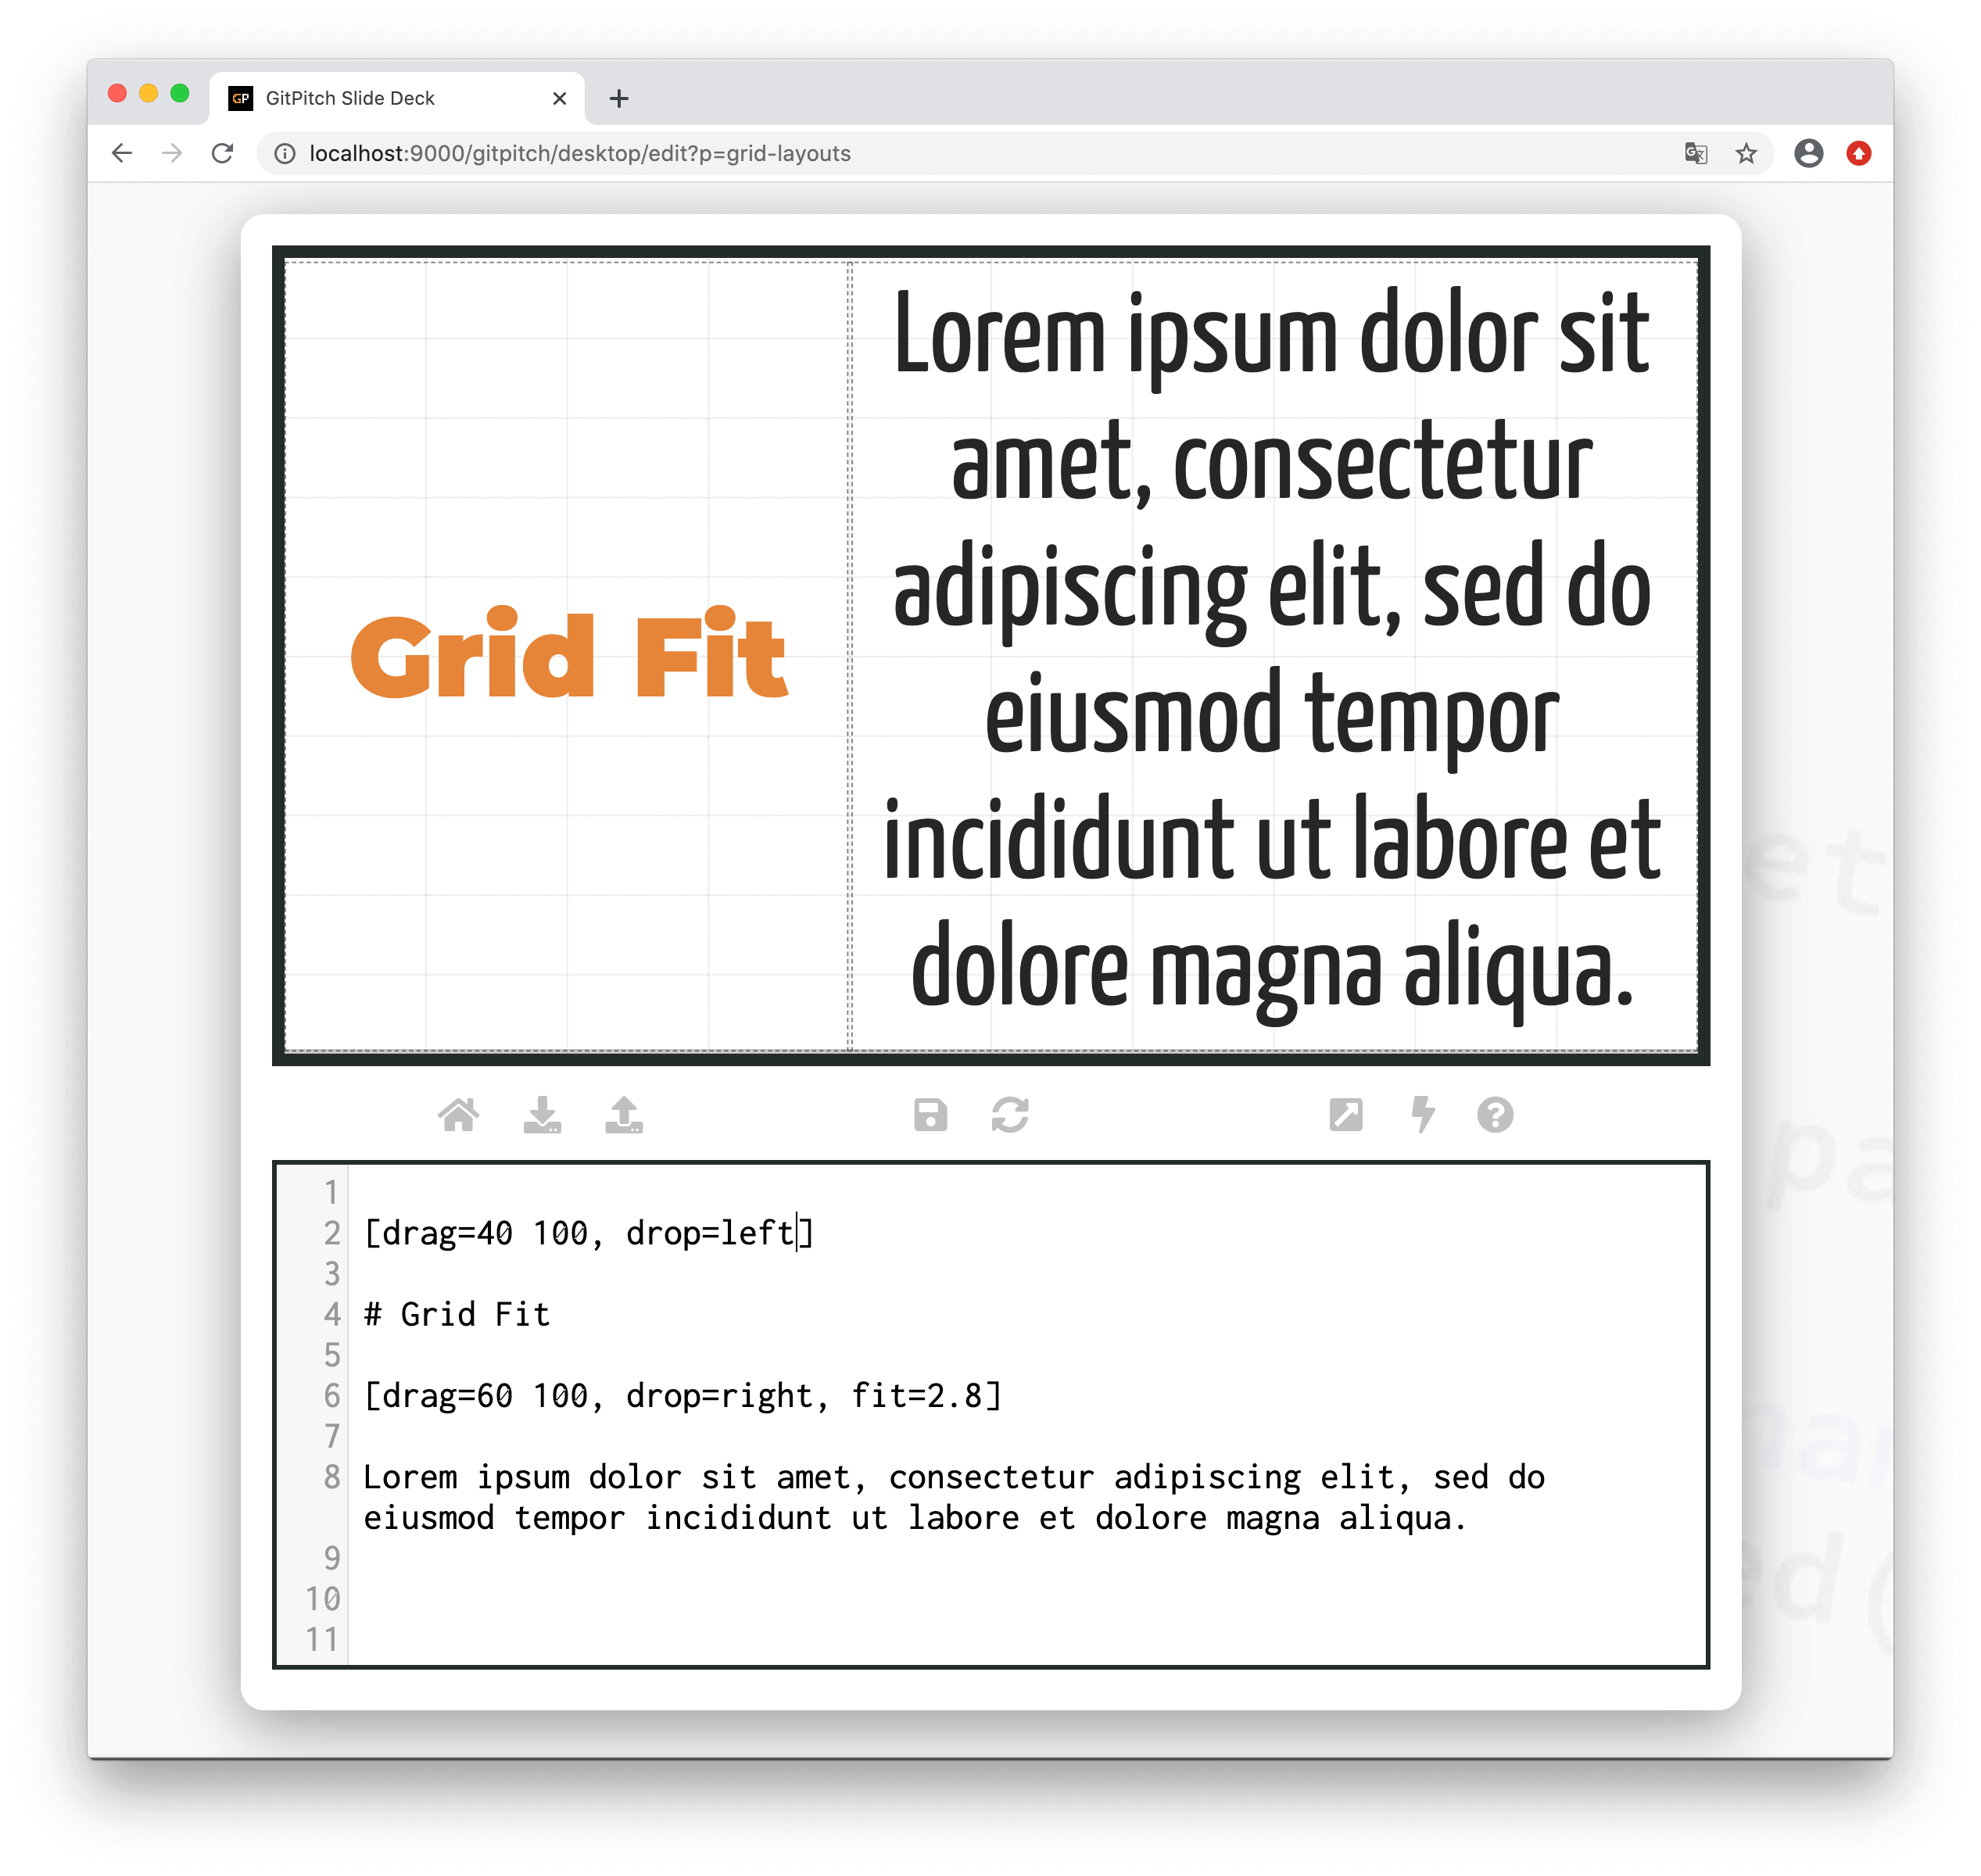 GP GitPitch Slide Deck
localhost:9000/gitpitch/desktop/edit?p=grid-layouts
Grid Fit
Lorem ipsum dolor sit
amet, consectetur
adipiscing elit, sed do
eiusmod tempor
incididunt ut labore et
dolore magna aliqua.
1
2 [drag=40 100, drop=left]
3
4 # Grid Fit
5
6 [drag=60 100, drop=right, fit=2.8]
7
8 Lorem ipsum dolor sit amet, consectetur adipiscing elit, sed do
eiusmod tempor incididunt ut labore et dolore magna aliqua.
9
10
11